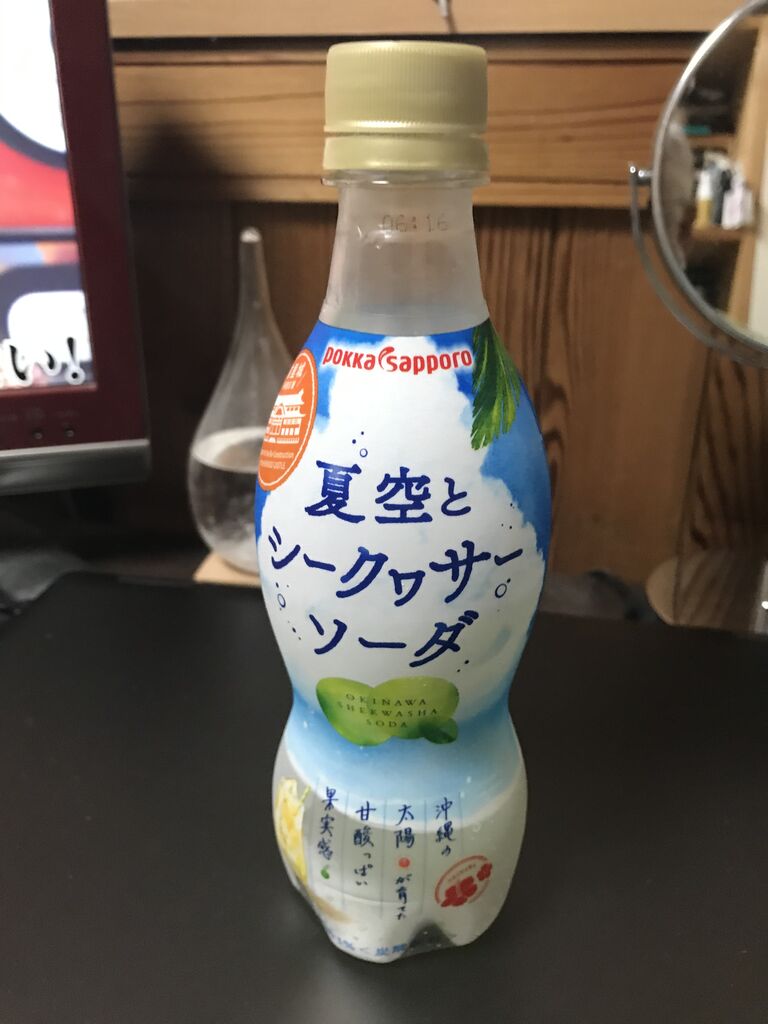 06:16
い!
pokka sapporo
夏空と
シークヮサー
ソーダ
OKINAWA
SHEKWASHA
SODA
沖縄の
太陽が育てた
甘酸っぱい
果実感